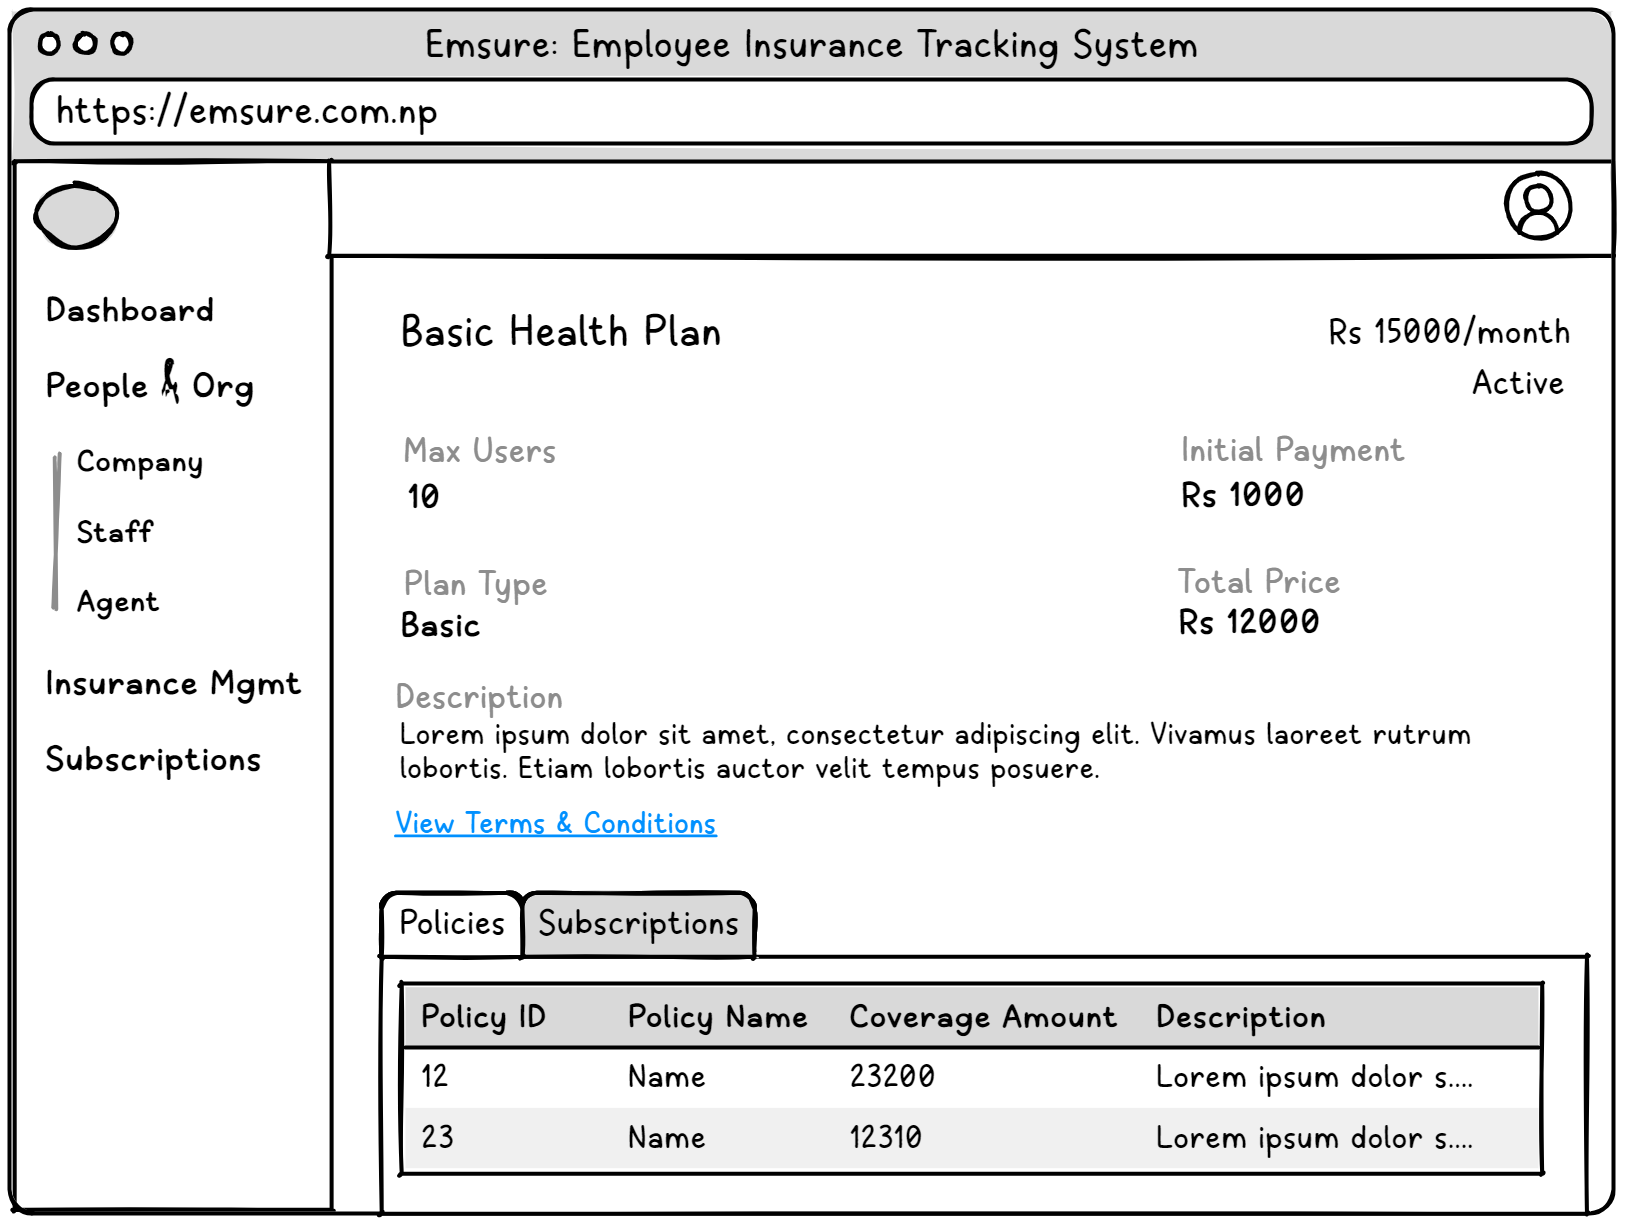 Emsure: Employee Insurance Tracking System
https://emsure.com.np
Dashboard
People & Org
Company
Staff
Agent
Insurance Mgmt
Subscriptions
Basic Health Plan
Rs 15000/month
Active
Max Users
10
Initial Payment
Rs 1000
Plan Type
Basic
Total Price
Rs 12000
Description
Lorem ipsum dolor sit amet, consectetur adipiscing elit. Vivamus laoreet rutrum
lobortis. Etiam lobortis auctor velit tempus posuere.
View Terms & Conditions
Policies Subscriptions
Policy ID Policy Name Coverage Amount Description
12 Name 23200 Lorem ipsum dolor s....
23 Name 12310 Lorem ipsum dolor s....